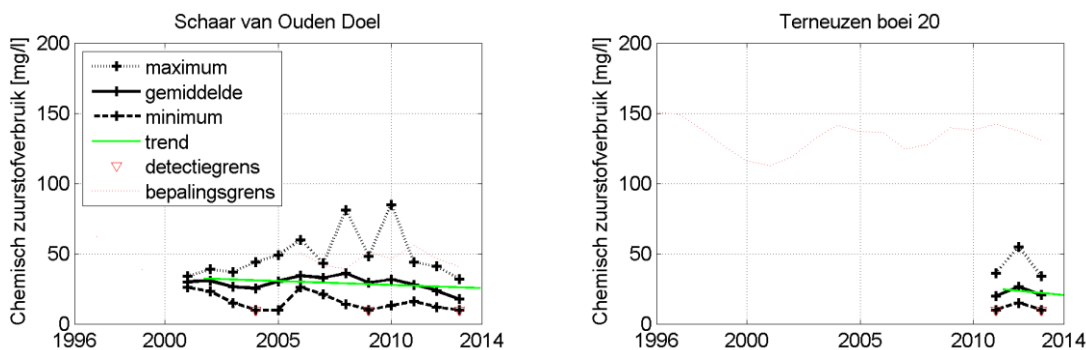 Schaar van Ouden Doel
Chemisch zuurstofverbruik [mg/l]
200
150
100
50
0
maximum
gemiddelde
minimum
trend
detectiegrens
bepalingsgrens
1996 2000 2005 2010 2014
Terneuzen boei 20
Chemisch zuurstofverbruik [mg/l]
200
150
100
50
0
1996 2000 2005 2010 2014